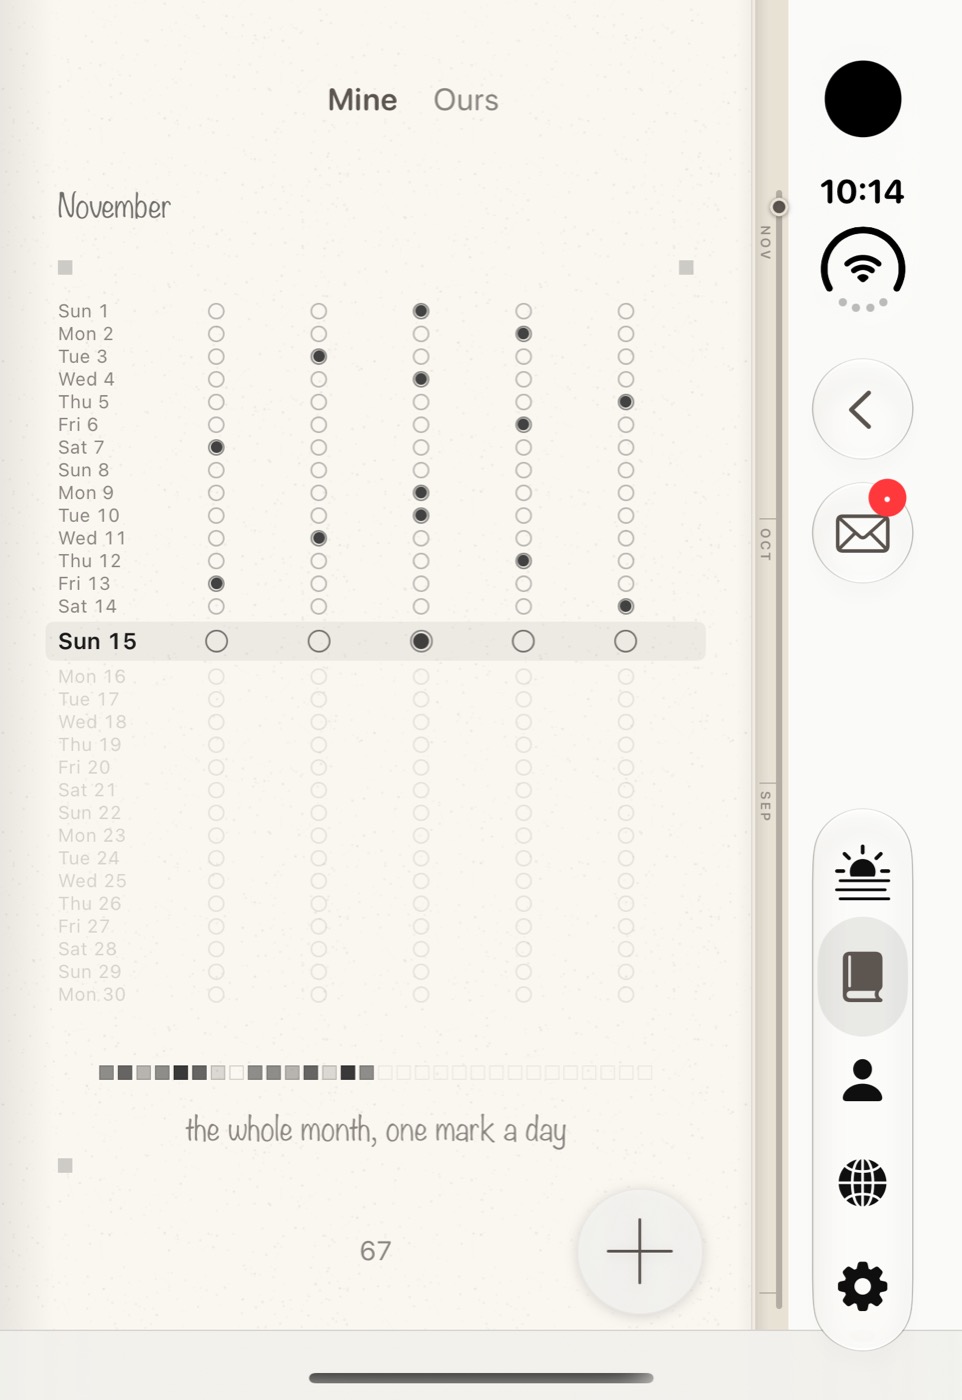 Mine Ours
10:14
November
NOV
Sun 1
Mon 2
Tue 3
Wed 4
Thu 5
Fri 6
Sat 7
Sun 8
Mon 9
Tue 10
Wed 11
Thu 12
Fri 13
Sat 14
Sun 15
Mon 16
Tue 17
Wed 18
Thu 19
Fri 20
Sat 21
Sun 22
Mon 23
Tue 24
Wed 25
Thu 26
Fri 27
Sat 28
Sun 29
Mon 30
OCT
SEP
the whole month, one mark a day
67